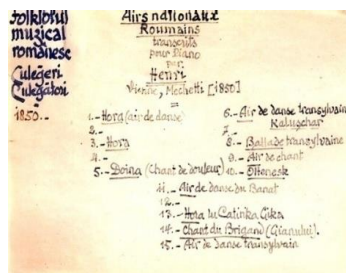 folklorul
muzical
românesc
Culegeri
Culegători
1850.-
Airs nationaux
Roumains
transcrits
pour Piano
par
Henri
Vienne, Mechetti [1850]
=
1.- Hora (air de danse)
2.-
3.- Hora
4.-
5.- Doina (Chant de douleur)
6.- Air de danse transylvain
Kaluschar
7.-
8.- Ballade transylvaine
9.- Air de chant
10.-
11.- Air de danse du Banat
12.-
13.- Hora lu Catinka Gika
14.- Chant du Brigand (Gianului).
15.- Air de danse transylvain